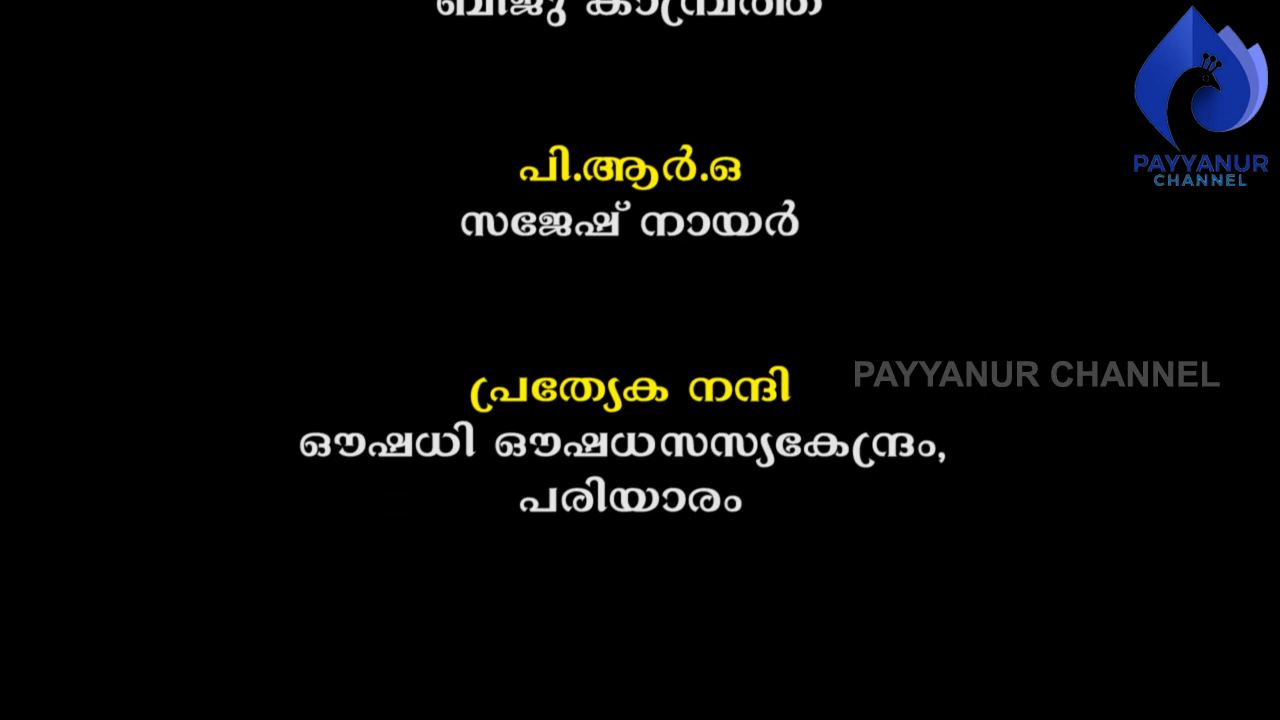 ബിജു
പി.ആർ.ഒ
സജേഷ് നായർ
പ്രത്യേക നന്ദി
ഔഷധി ഔഷധസസ്യകേന്ദ്രം,
പരിയാരം
PAYYANUR
CHANNEL
PAYYANUR CHANNEL